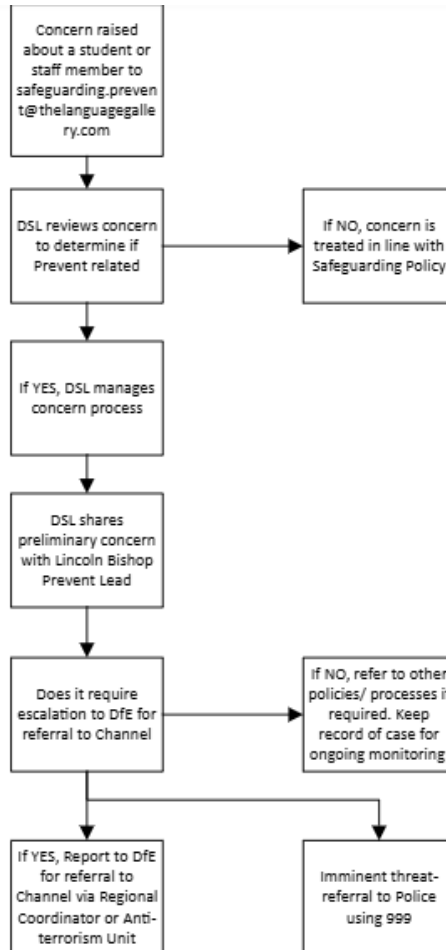 Concern raised
about a student or
staff member to
safeguarding.preven
t@thelanguagegalle
ry.com
DSL reviews concern
to determine if
Prevent related
If NO, concern is
treated in line with
Safeguarding Policy
If YES, DSL manages
concern process
DSL shares
preliminary concern
with Lincoln Bishop
Prevent Lead
Does it require
escalation to DfE for
referral to Channel
If NO, refer to other
policies/ processes if
required. Keep
record of case for
ongoing monitoring
If YES, Report to DfE
for referral to
Channel via Regional
Coordinator or Anti-
terrorism Unit
Imminent threat-
referral to Police
using 999